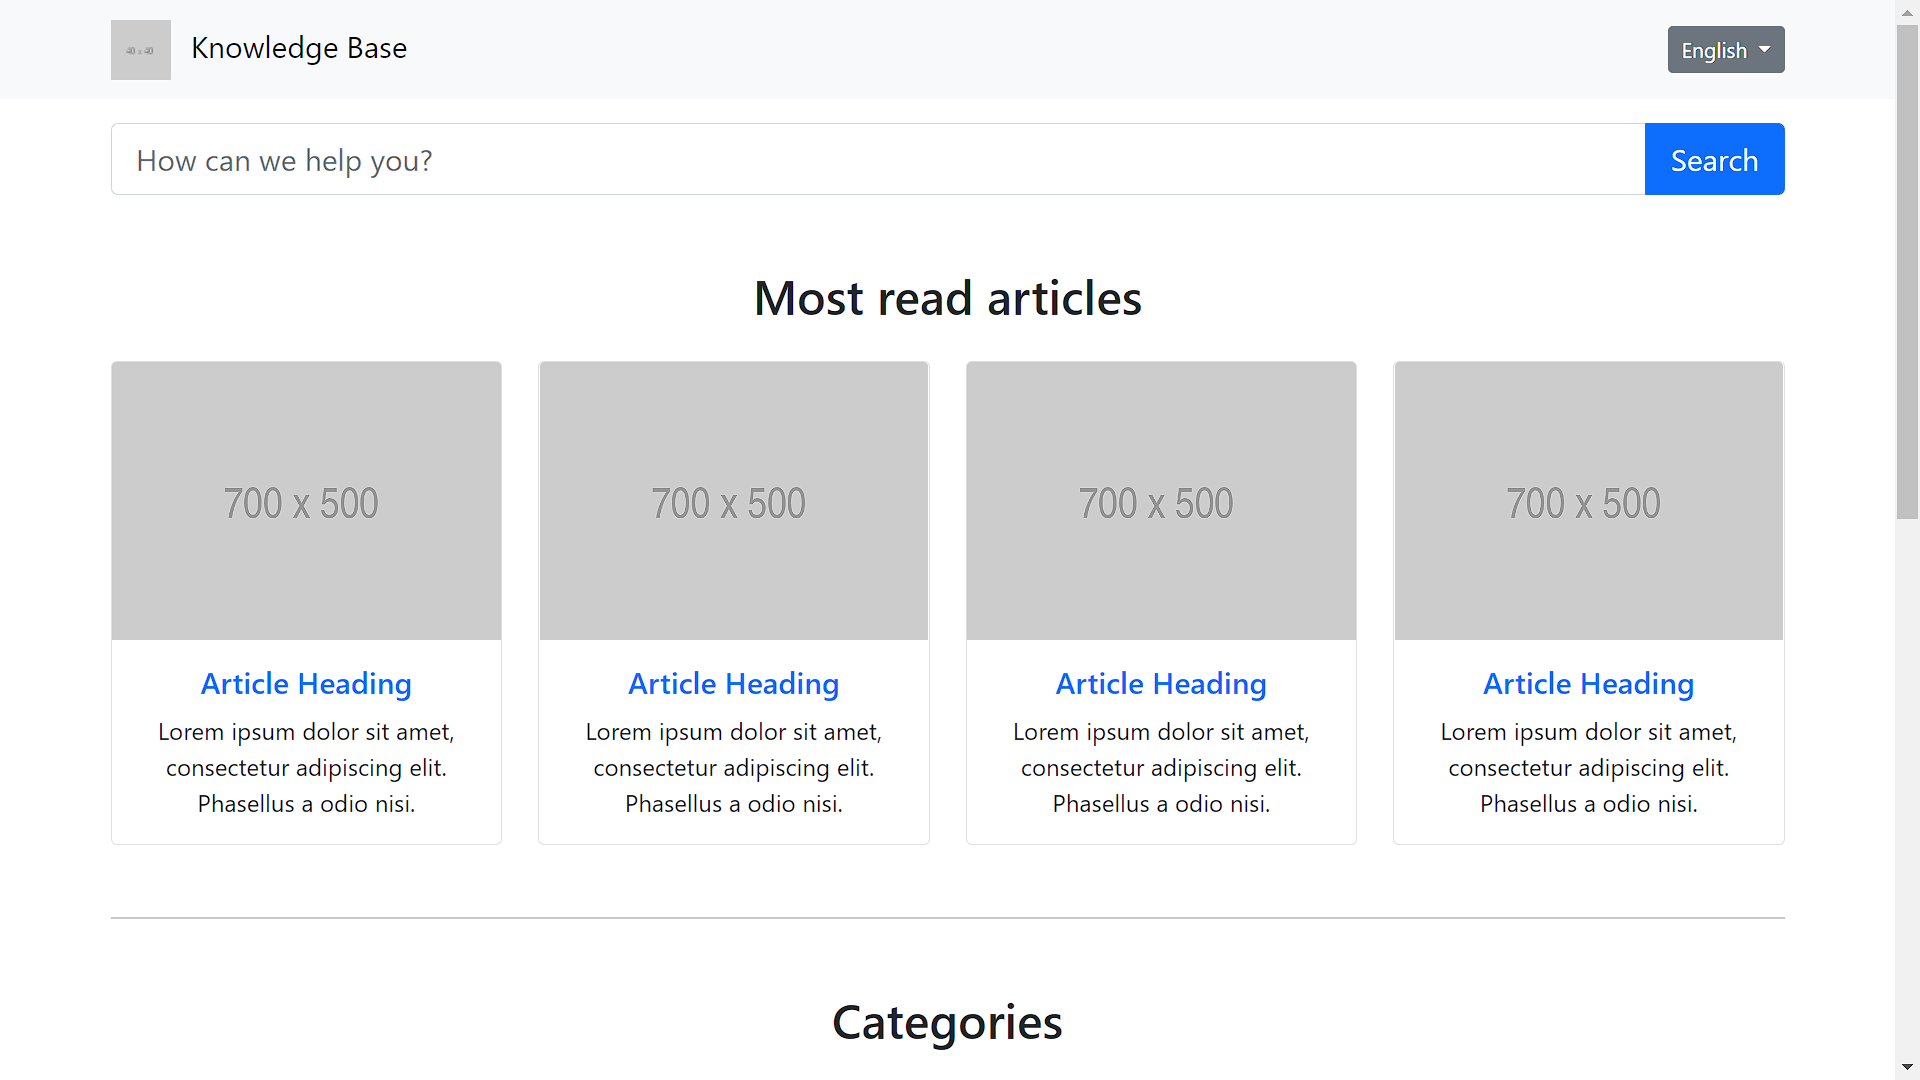 40 x 40
Knowledge Base
English
How can we help you?
Search
Most read articles
700 x 500
700 x 500
700 x 500
700 x 500
Article Heading
Lorem ipsum dolor sit amet,
consectetur adipiscing elit.
Phasellus a odio nisi.
Article Heading
Lorem ipsum dolor sit amet,
consectetur adipiscing elit.
Phasellus a odio nisi.
Article Heading
Lorem ipsum dolor sit amet,
consectetur adipiscing elit.
Phasellus a odio nisi.
Article Heading
Lorem ipsum dolor sit amet,
consectetur adipiscing elit.
Phasellus a odio nisi.
Categories